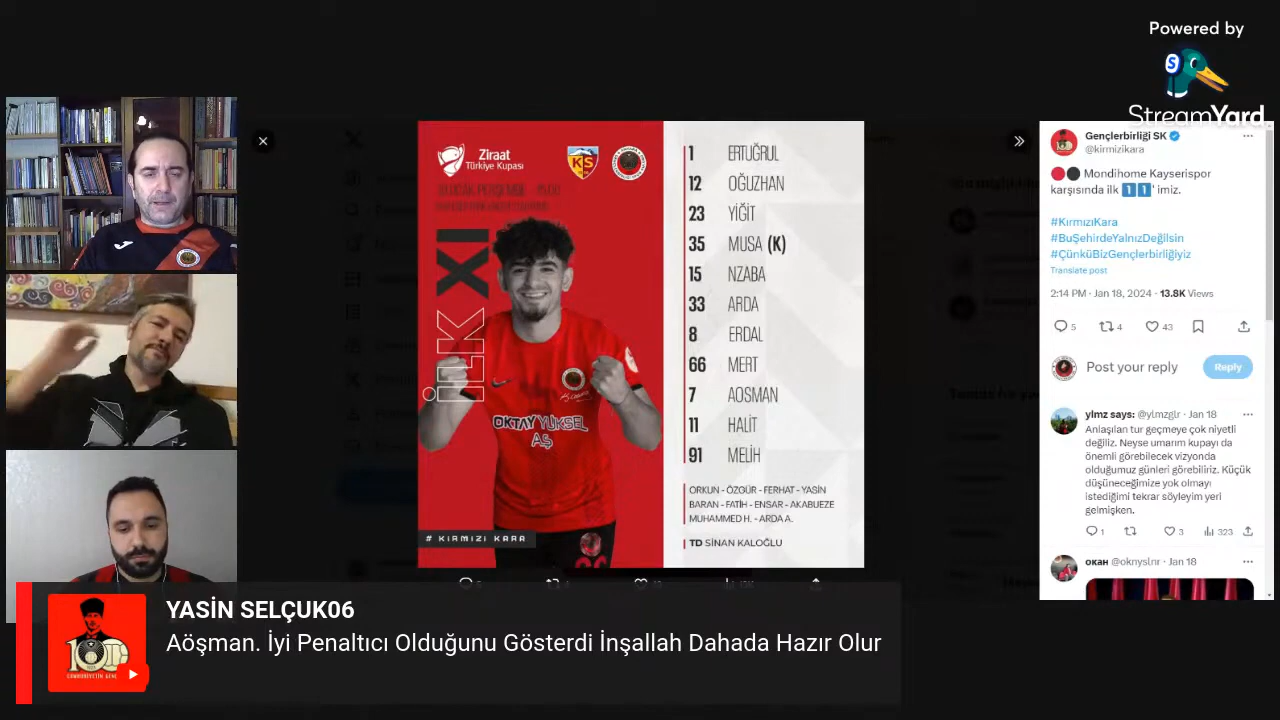 Powered by
StreamYard
Ziraat
Türkiye Kupası
İLK XI
1 ERTUĞRUL
12 OĞUZHAN
23 YİĞİT
35 MUSA (K)
15 NZABA
33 ARDA
8 ERDAL
66 MERT
7 AOSMAN
11 HALİT
91 MELİH
ORKUN - ÖZGÜR - FERHAT - YASİN
BARAN - FATİH - ENSAR - AKABUEZE
MUHAMMED H. - ARDA A.
TD SİNAN KALOĞLU
OKTAY YÜKSEL
AŞ
# KIRMIZI KARA
Gençlerbirliği SK
@kirmizikara
Mondihome Kayserispor
karşısında ilk 11' imiz.
#KırmızıKara
#BuŞehirdeYalnızDeğilsin
#ÇünküBizGençlerbirliğiyiz
Translate post
2:14 PM · Jan 18, 2024 · 13.8K Views
5 4 43
Post your reply
Reply
ylmz says: @ylmzglr · Jan 18
Anlaşılan tur geçmeye çok niyetli
değiliz. Neyse umarım kupayı da
önemli görebilecek vizyonda
olduğumuz günleri görebiliriz. Küçük
düşüneceğimize yok olmayı
istediğimi tekrar söyleyim yeri
gelmişken.
1 3 323
окан @oknyslnr · Jan 18
YASİN SELÇUK06
Aöşman. İyi Penaltıcı Olduğunu Gösterdi İnşallah Dahada Hazır Olur